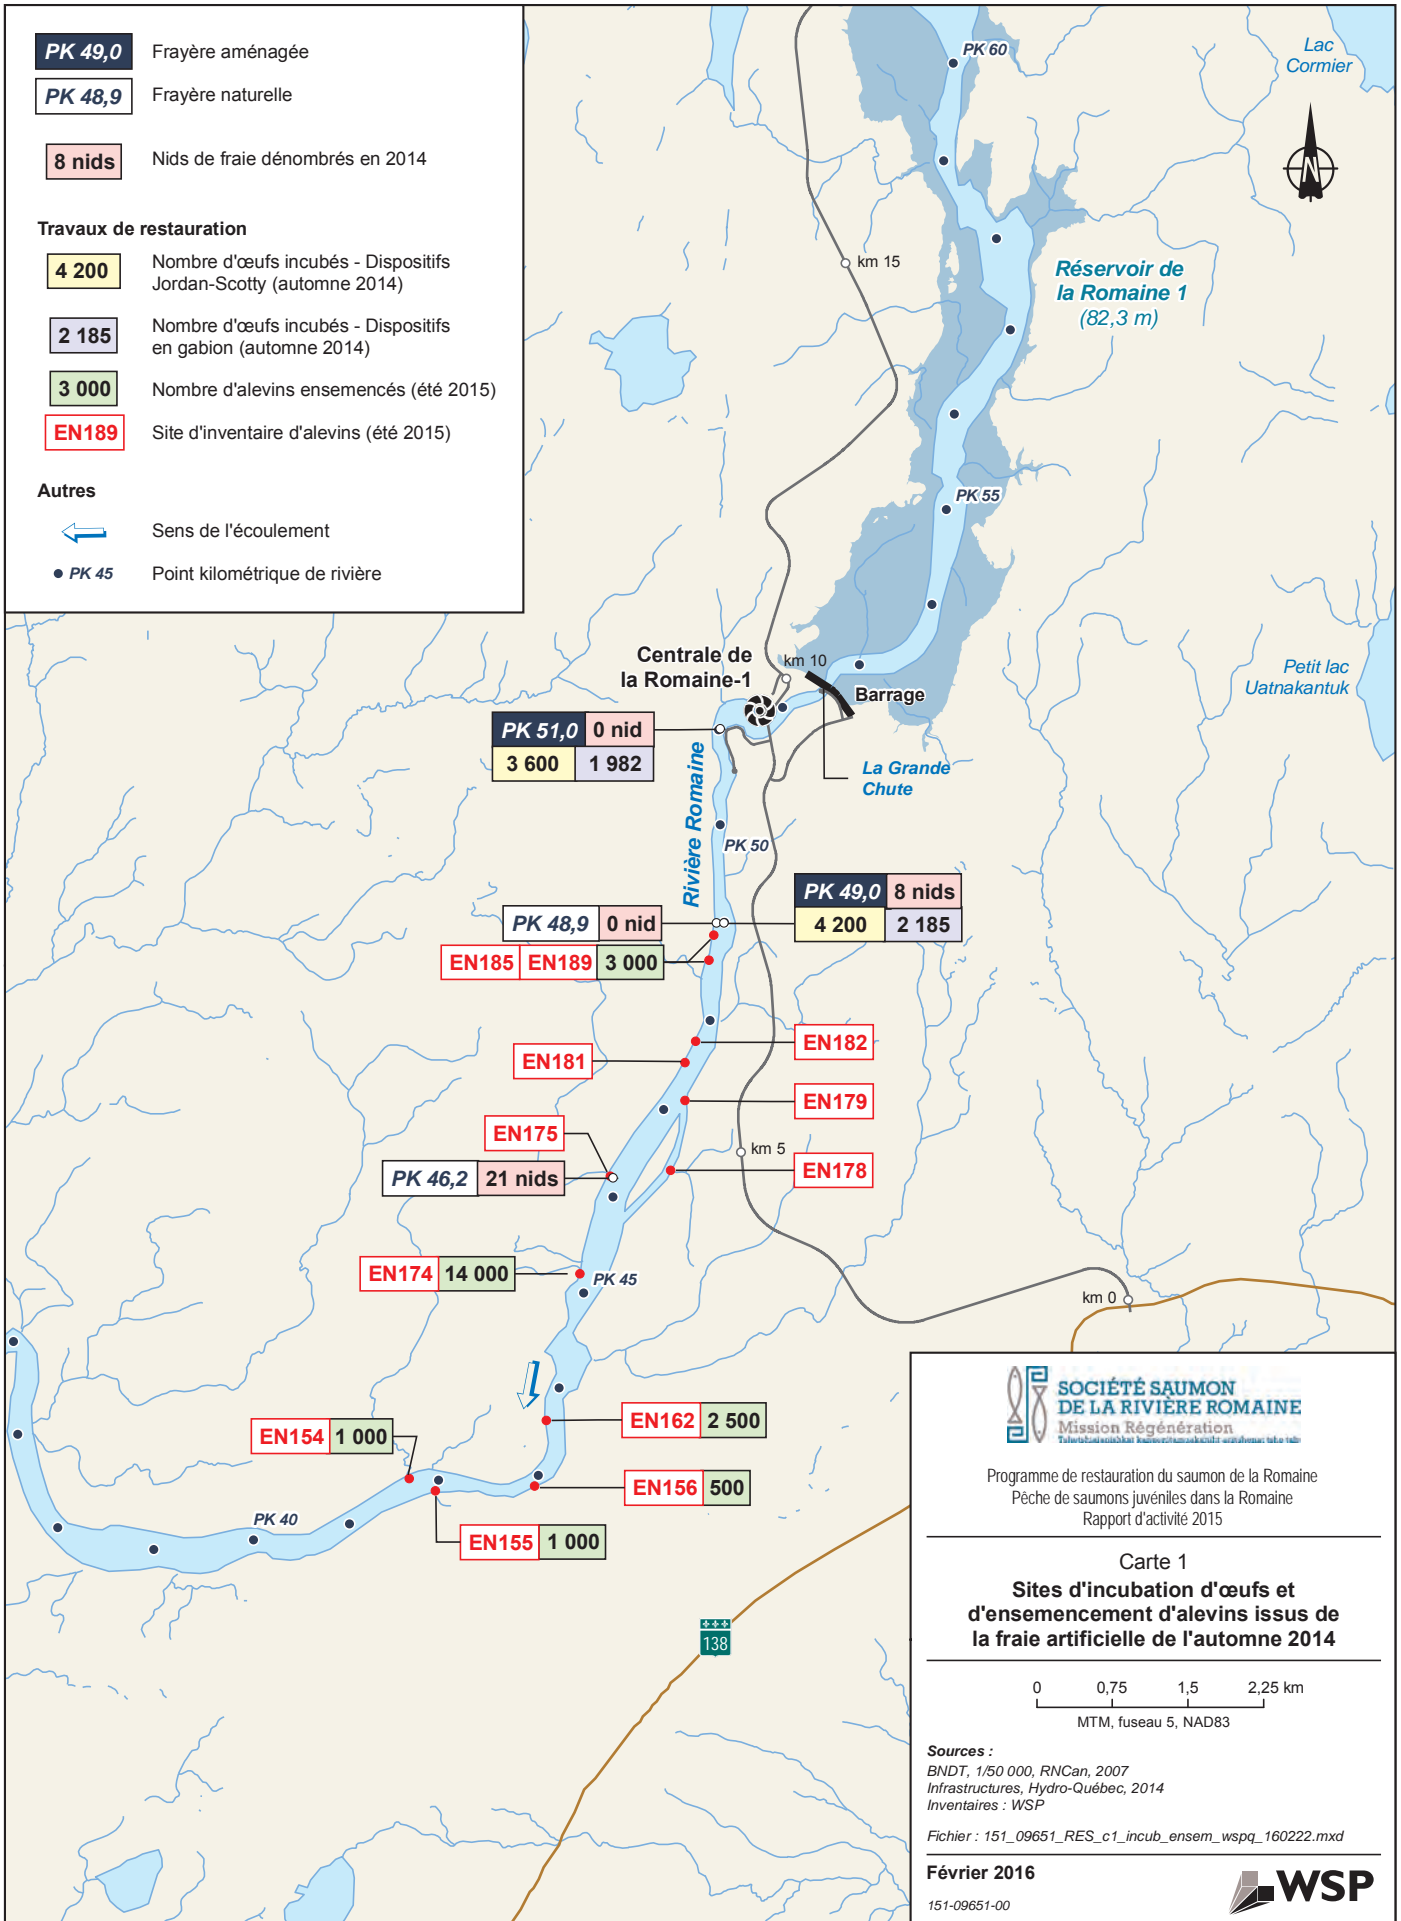 PK 49,0 Frayère aménagée
PK 48,9 Frayère naturelle
8 nids Nids de fraie dénombrés en 2014
Travaux de restauration
4 200 Nombre d'œufs incubés - Dispositifs
Jordan-Scotty (automne 2014)
2 185 Nombre d'œufs incubés - Dispositifs
en gabion (automne 2014)
3 000 Nombre d'alevins ensemencés (été 2015)
EN189 Site d'inventaire d'alevins (été 2015)
Autres
Sens de l'écoulement
PK 45 Point kilométrique de rivière
PK 60
Lac
Cormier
N
km 15
Réservoir de
la Romaine 1
(82,3 m)
PK 55
Centrale de
la Romaine-1
km 10
Barrage
Petit lac
Uatnakantuk
PK 51,0 0 nid
3 600 1 982
La Grande
Chute
Rivière Romaine
PK 50
PK 49,0 8 nids
4 200 2 185
PK 48,9 0 nid
EN185 EN189 3 000
EN182
EN181
EN179
EN175
km 5
EN178
PK 46,2 21 nids
EN174 14 000
PK 45
km 0
EN162 2 500
EN154 1 000
EN156 500
PK 40
EN155 1 000
138
SOCIÉTÉ SAUMON
DE LA RIVIÈRE ROMAINE
Mission Régénération
Programme de restauration du saumon de la Romaine
Pêche de saumons juvéniles dans la Romaine
Rapport d'activité 2015
Carte 1
Sites d'incubation d'œufs et
d'ensemencement d'alevins issus de
la fraie artificielle de l'automne 2014
0 0,75 1,5 2,25 km
MTM, fuseau 5, NAD83
Sources :
BNDT, 1/50 000, RNCan, 2007
Infrastructures, Hydro-Québec, 2014
Inventaires : WSP
Fichier : 151_09651_RES_c1_incub_ensem_wspq_160222.mxd
Février 2016
151-09651-00
WSP